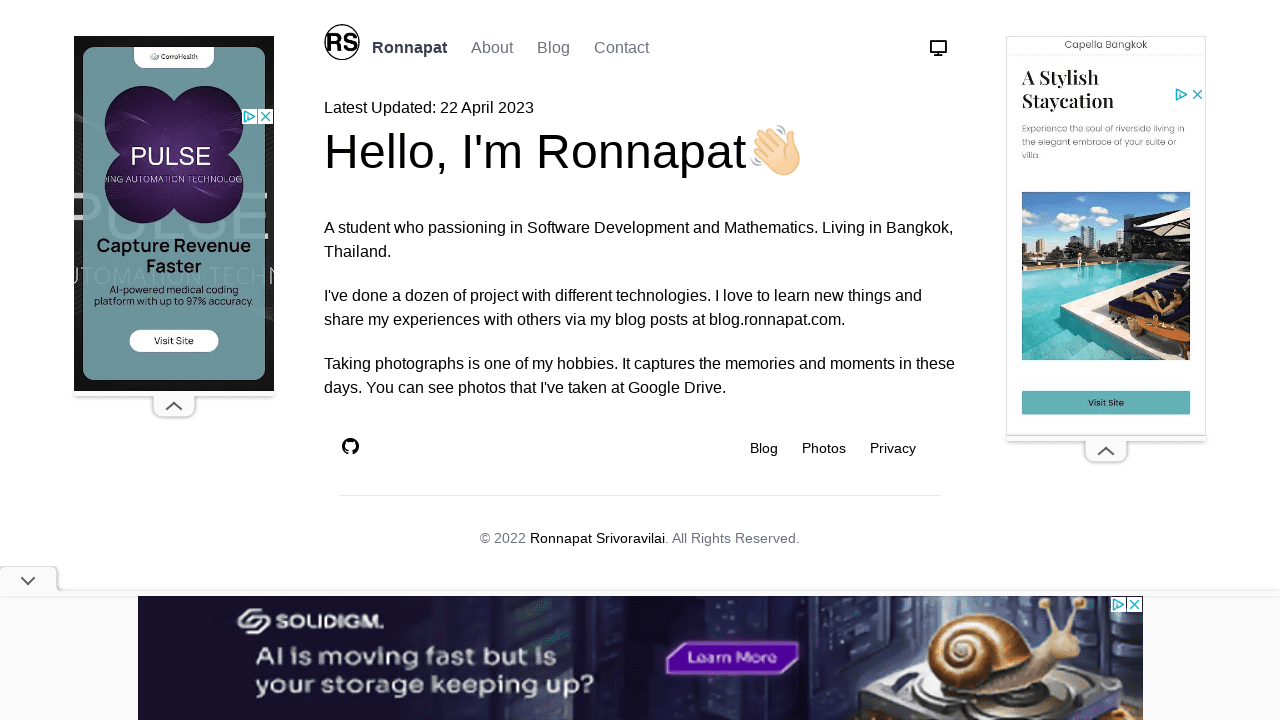 RS
Ronnapat About Blog Contact
Latest Updated: 22 April 2023
Hello, I'm Ronnapat
A student who passioning in Software Development and Mathematics. Living in Bangkok,
Thailand.
I've done a dozen of project with different technologies. I love to learn new things and
share my experiences with others via my blog posts at blog.ronnapat.com.
Taking photographs is one of my hobbies. It captures the memories and moments in these
days. You can see photos that I've taken at Google Drive.
Blog Photos Privacy
© 2022 Ronnapat Srivoravilai. All Rights Reserved.
CorroHealth
PULSE
ING AUTOMATION TECHNOLOG
PULSE
Capture Revenue
Faster
AUTOMATION TECHN
AI-powered medical coding
platform with up to 97% accuracy.
Visit Site
Capella Bangkok
A Stylish
Staycation
Experience the soul of riverside living in
the elegant embrace of your suite or
villa.
Visit Site
SOLIDIGM.
AI is moving fast but is
your storage keeping up?
Learn More